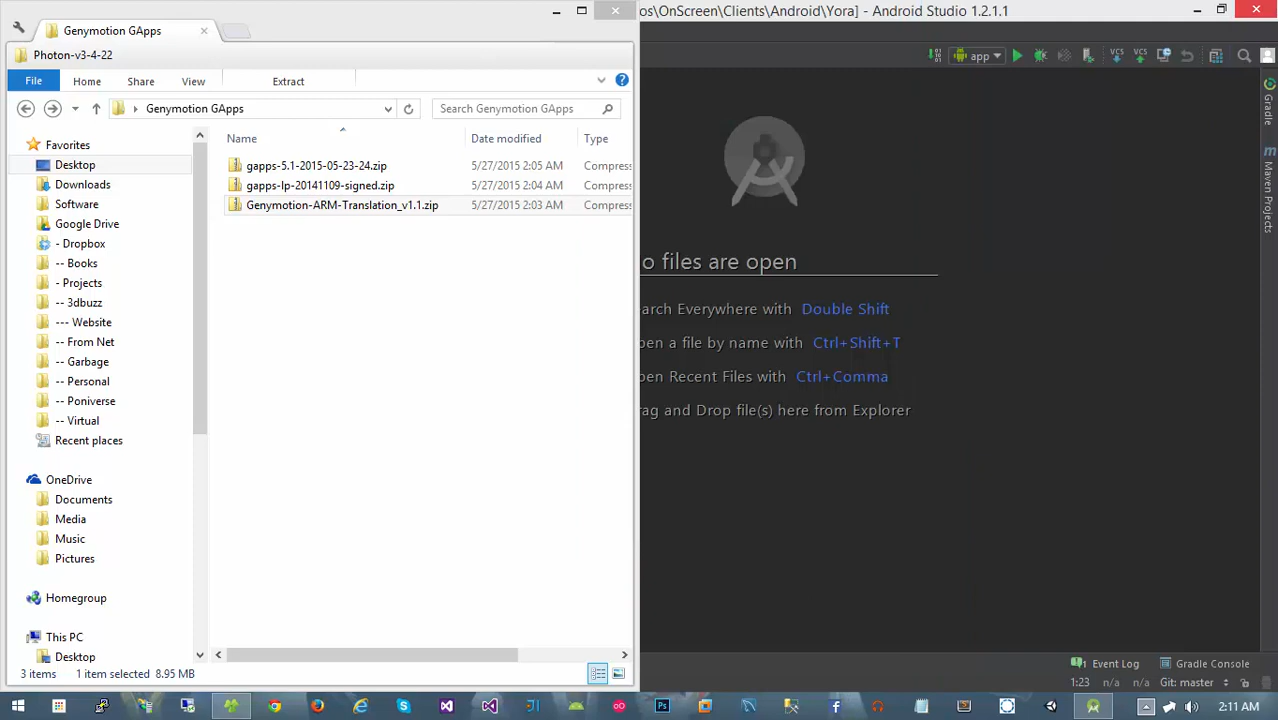 Genymotion GApps
os\OnScreen\Clients\Android\Yora] - Android Studio 1.2.1.1
Photon-v3-4-22
File Home Share View Extract
app
Genymotion GApps
Search Genymotion GApps
Name Date modified Type
Favorites
Desktop
Downloads
Software
Google Drive
- Dropbox
-- Books
- Projects
-- 3dbuzz
--- Website
-- From Net
-- Garbage
-- Personal
-- Poniverse
-- Virtual
Recent places
OneDrive
Documents
Media
Music
Pictures
Homegroup
This PC
Desktop
gapps-5.1-2015-05-23-24.zip 5/27/2015 2:05 AM Compress
gapps-lp-20141109-signed.zip 5/27/2015 2:04 AM Compress
Genymotion-ARM-Translation_v1.1.zip 5/27/2015 2:03 AM Compress
3 items 1 item selected 8.95 MB
o files are open
earch Everywhere with Double Shift
pen a file by name with Ctrl+Shift+T
pen Recent Files with Ctrl+Comma
rag and Drop file(s) here from Explorer
VCS VCS
Gradle
Maven Projects
1 Event Log Gradle Console
1:23 n/a n/a Git: master
2:11 AM